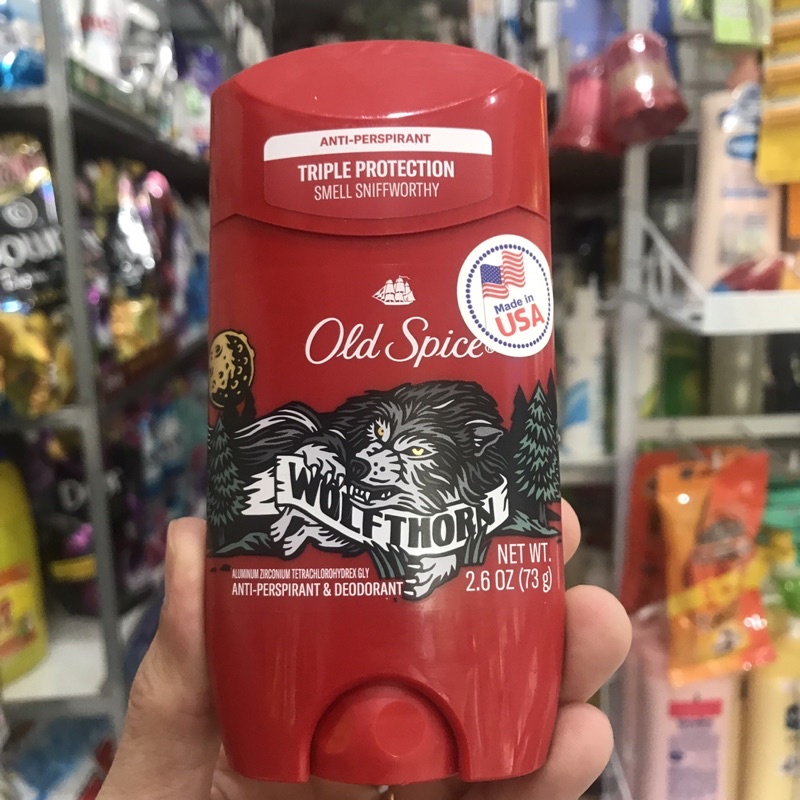 ANTI-PERSPIRANT
TRIPLE PROTECTION
SMELL SNIFFWORTHY
Made in
USA
Old Spice®
WOLFTHORN
NET WT.
2.6 OZ (73 g)
ALUMINUM ZIRCONIUM TETRACHLOROHYDREX GLY
ANTI-PERSPIRANT & DEODORANT